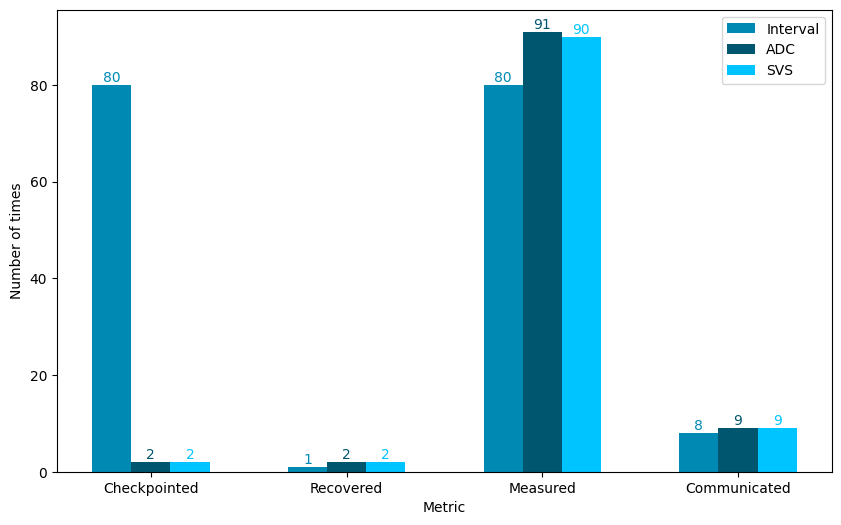 Interval
ADC
SVS
Number of times
80
60
40
20
0
80
2
2
1
2
2
80
91
90
8
9
9
Checkpointed
Recovered
Measured
Communicated
Metric